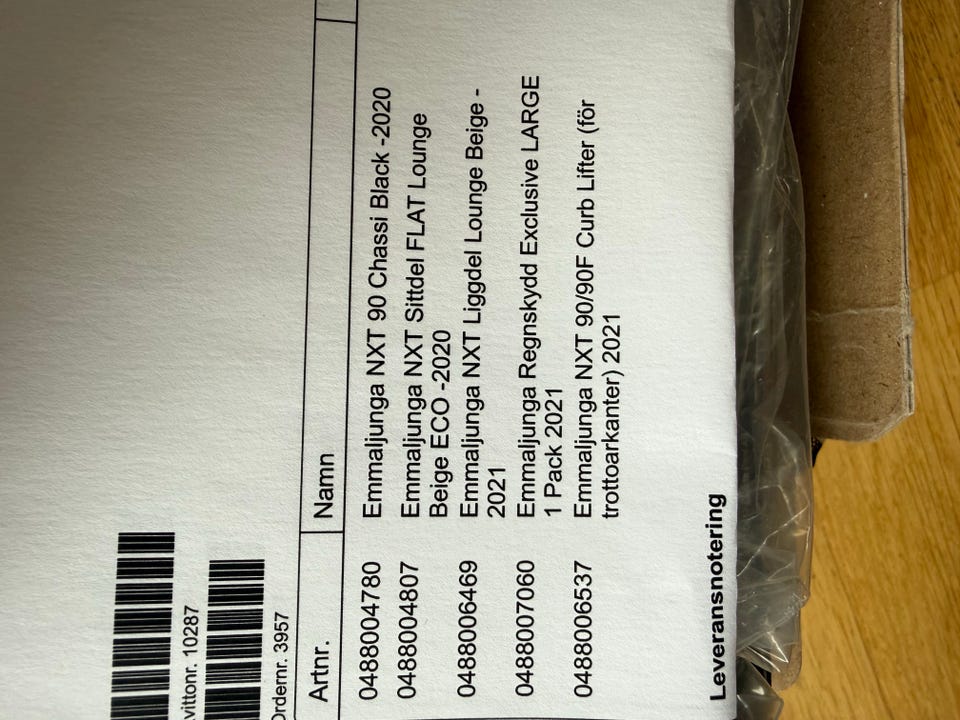 vittonr. 10287
Ordernr. 3957
Artnr. Namn
0488004780 Emmaljunga NXT 90 Chassi Black -2020
0488004807 Emmaljunga NXT Sittdel FLAT Lounge
Beige ECO -2020
0488006469 Emmaljunga NXT Liggdel Lounge Beige -
2021
0488007060 Emmaljunga Regnskydd Exclusive LARGE
1 Pack 2021
0488006537 Emmaljunga NXT 90/90F Curb Lifter (för
trottoarkanter) 2021
Leveransnotering